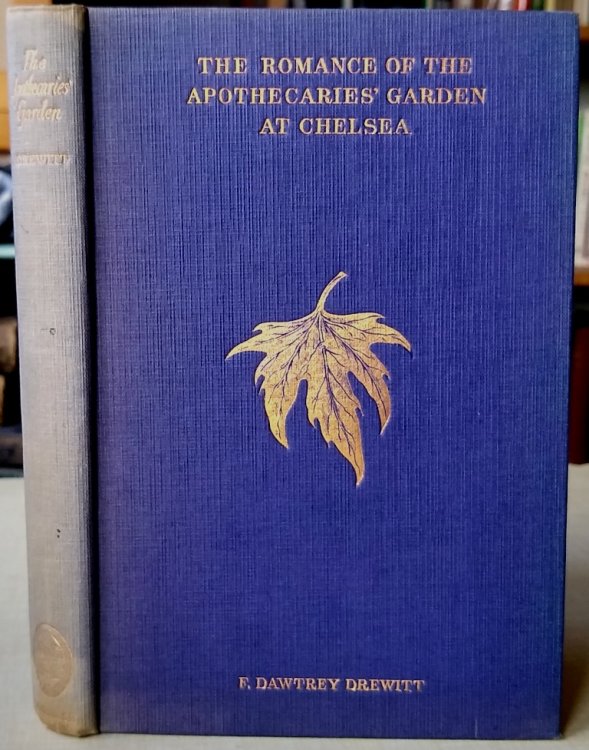 The
Apothecaries'
Garden
DREWITT
THE ROMANCE OF THE
APOTHECARIES' GARDEN
AT CHELSEA.
F. DAWTREY DREWITT